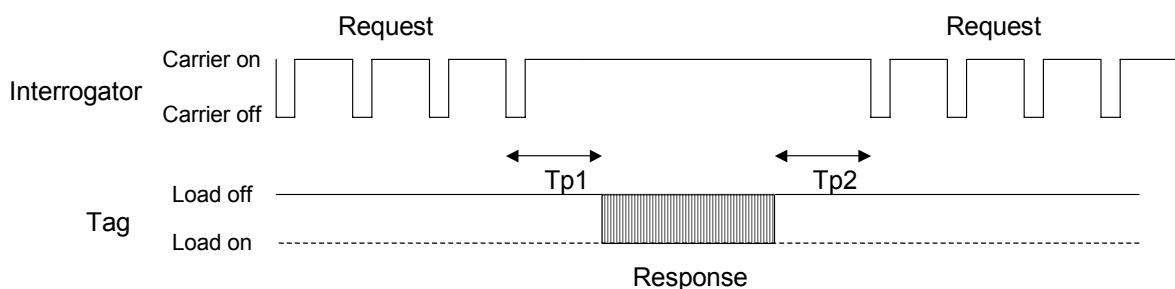 Request
Request
Carrier on
Interrogator
Carrier off
Tp1
Tp2
Load off
Tag
Load on
Response